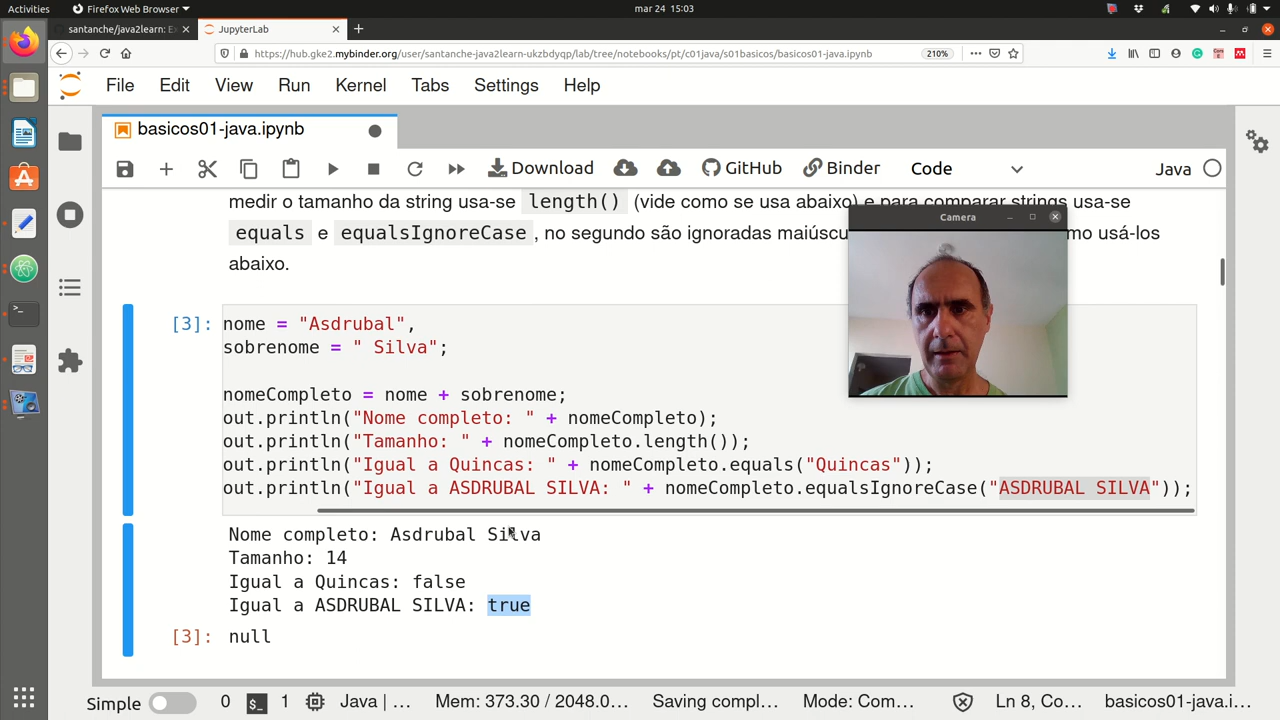 Activities
Firefox Web Browser
mar 24 15:03
santanche/java2learn: Ex
JupyterLab
https://hub.gke2.mybinder.org/user/santanche-java2learn-ukzbdyqp/lab/tree/notebooks/pt/c01java/s01basicos/basicos01-java.ipynb
210%
File Edit View Run Kernel Tabs Settings Help
basicos01-java.ipynb
Download GitHub Binder Code Java
medir o tamanho da string usa-se length() (vide como se usa abaixo) e para comparar strings usa-se
equals e equalsIgnoreCase, no segundo são ignoradas maiúscu mo usá-los
abaixo.
Camera
[3]: nome = "Asdrubal",
sobrenome = " Silva";
nomeCompleto = nome + sobrenome;
out.println("Nome completo: " + nomeCompleto);
out.println("Tamanho: " + nomeCompleto.length());
out.println("Igual a Quincas: " + nomeCompleto.equals("Quincas"));
out.println("Igual a ASDRUBAL SILVA: " + nomeCompleto.equalsIgnoreCase("ASDRUBAL SILVA"));
Nome completo: Asdrubal Silva
Tamanho: 14
Igual a Quincas: false
Igual a ASDRUBAL SILVA: true
[3]: null
Simple 0 1 Java | ... Mem: 373.30 / 2048.0... Saving compl... Mode: Com... Ln 8, Co... basicos01-java.i...